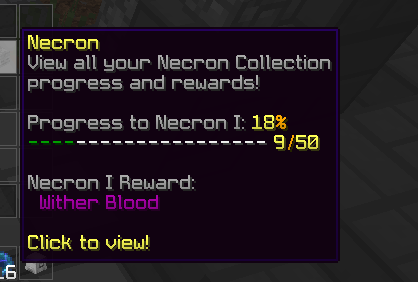 Necron
View all your Necron Collection
progress and rewards!
Progress to Necron I: 18%
-------------------- 9/50
Necron I Reward:
Wither Blood
Click to view!